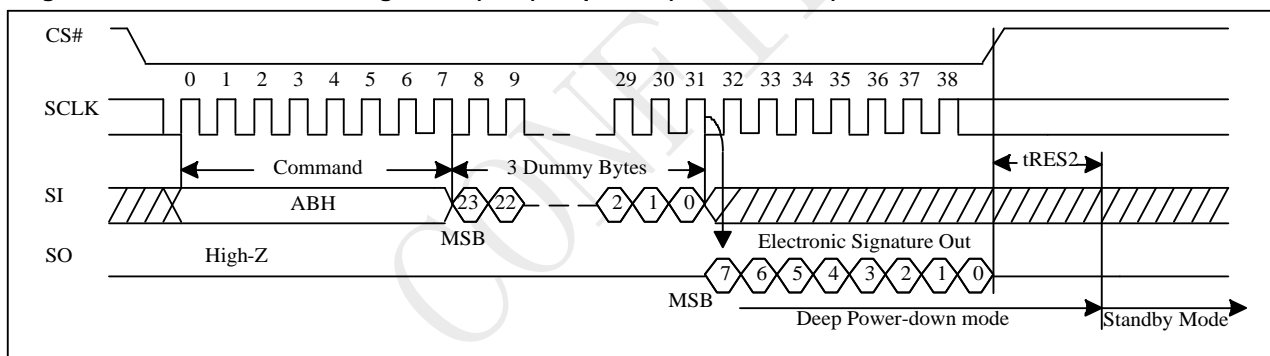 CS#
0 1 2 3 4 5 6 7 8 9 29 30 31 32 33 34 35 36 37 38
SCLK
Command 3 Dummy Bytes tRES2
SI ABH 23 22 2 1 0
MSB
SO High-Z Electronic Signature Out
7 6 5 4 3 2 1 0
MSB
Deep Power-down mode Standby Mode